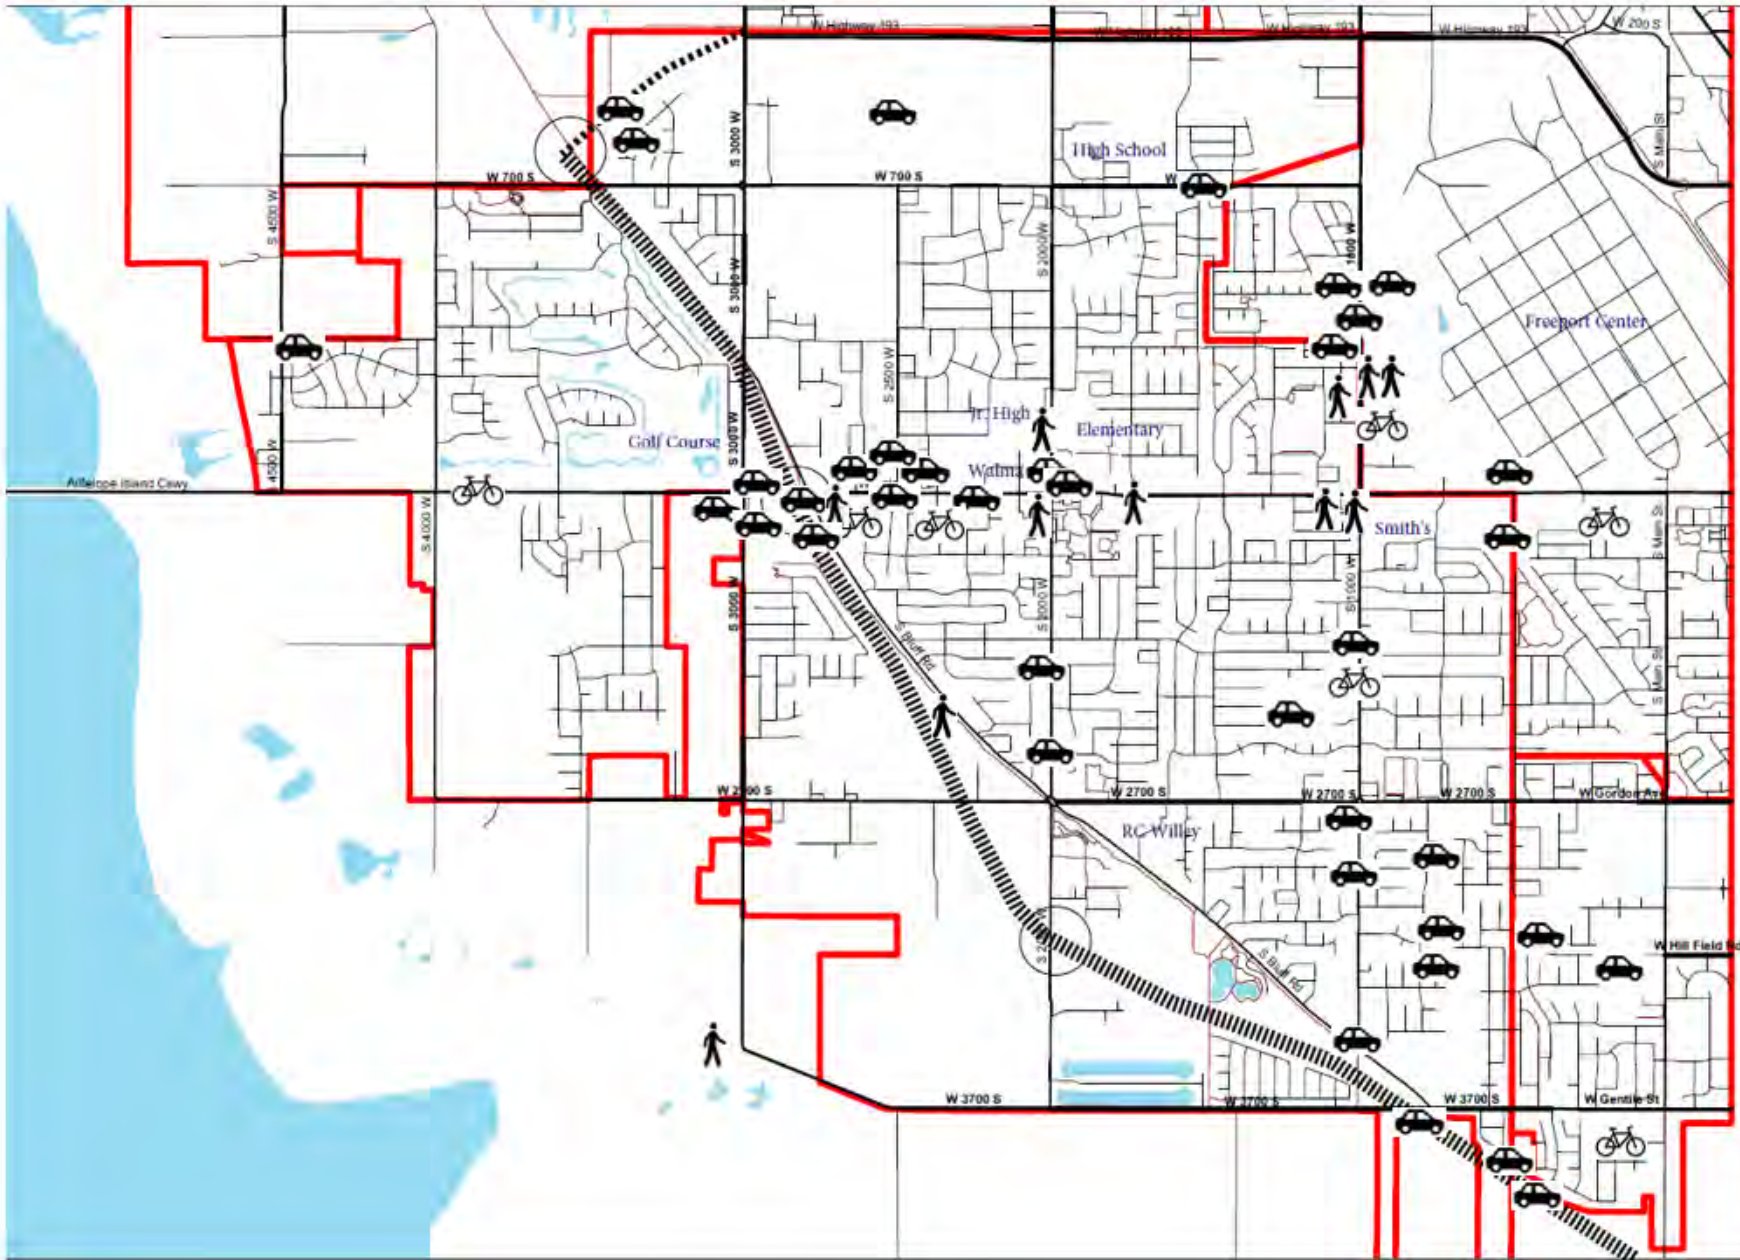 W Highway 193
W Highway 193
W Highway 193
W Highway 193
W 200 S
S Main St
S 3000 W
High School
W 700 S
W 700 S
W
S 4500 W
S 2000 W
1000 W
S 3000 W
Freeport Center
S 2500 W
Jr. High
Elementary
Golf Course
S 3000 W
S 4500 W
Antelope Island Cswy
S 4000 W
Smith's
S Main St
S 3000 W
S 2000 W
S 1000 W
S Bluff Rd
S Main St
W 2700 S
W 2700 S
W 2700 S
W Gordon Ave
RC Willey
W Hill Field Rd
S Bluff Rd
W 3700 S
W 3700 S
W 3700 S
W Gentile St